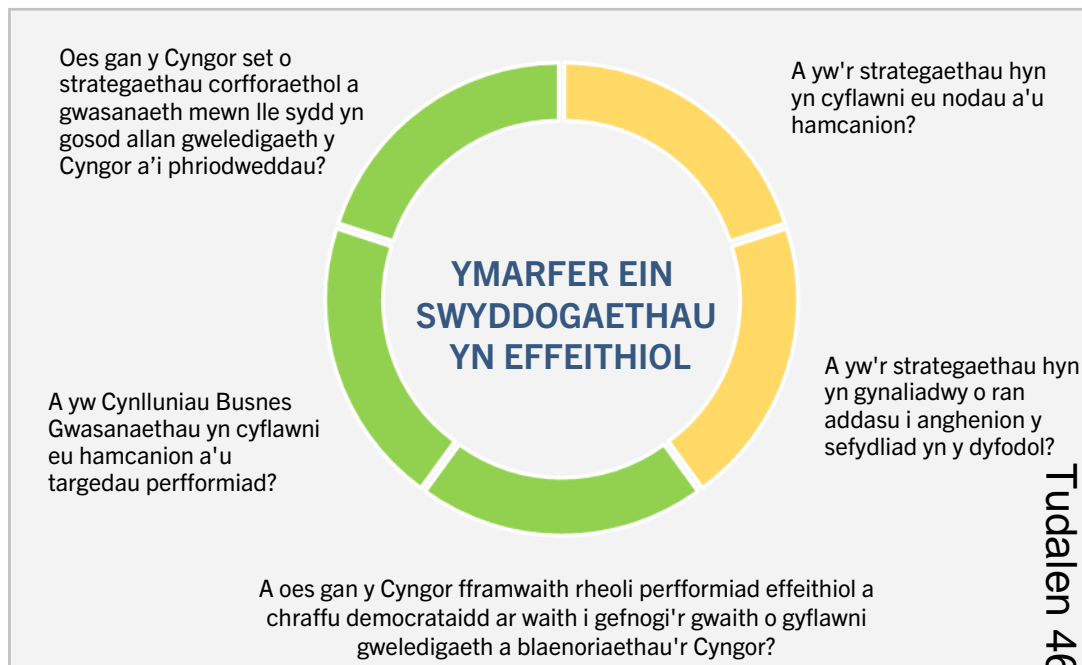 Oes gan y Cyngor set o
strategaethau corfforaethol a
gwasanaeth mewn lle sydd yn
gosod allan gweledigaeth y
Cyngor a'i phriodweddau?
A yw'r strategaethau hyn
yn cyflawni eu nodau a'u
hamcanion?
YMARFER EIN
SWYDDOGAETHAU
YN EFFEITHIOL
A yw'r strategaethau hyn
yn gynaliadwy o ran
addasu i anghenion y
sefydliad yn y dyfodol?
A yw Cynlluniau Busnes
Gwasanaethau yn cyflawni
eu hamcanion a'u
targedau perfformiad?
A oes gan y Cyngor fframwaith rheoli perfformiad effeithiol a
chraffu democrataidd ar waith i gefnogi'r gwaith o gyflawni
gweledigaeth a blaenoriaethau'r Cyngor?
Tudalen 46